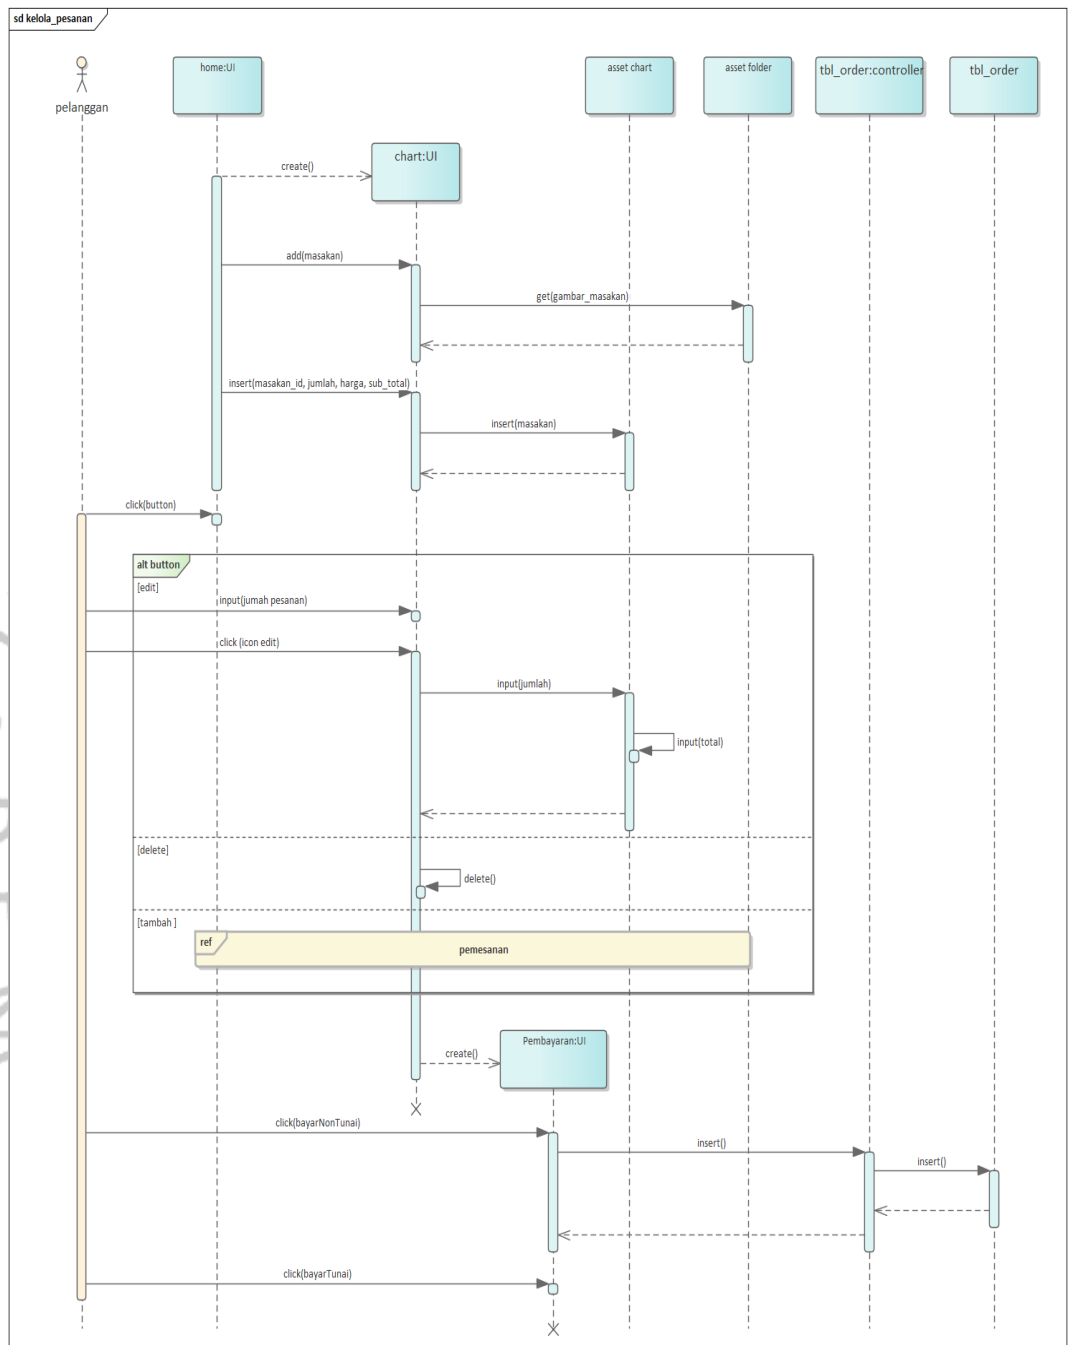 sd kelola_pesanan
home:UI
asset chart
asset folder
tbl_order:controller
tbl_order
pelanggan
chart:UI
create()
add(masakan)
get(gambar_masakan)
insert(masakan_id, jumlah, harga, sub_total)
insert(masakan)
click(button)
alt button
[edit]
input(jumah pesanan)
click (icon edit)
input(jumlah)
input(total)
[delete]
delete()
[tambah ]
ref
pemesanan
Pembayaran:UI
create()
click(bayarNonTunai)
insert()
insert()
click(bayarTunai)